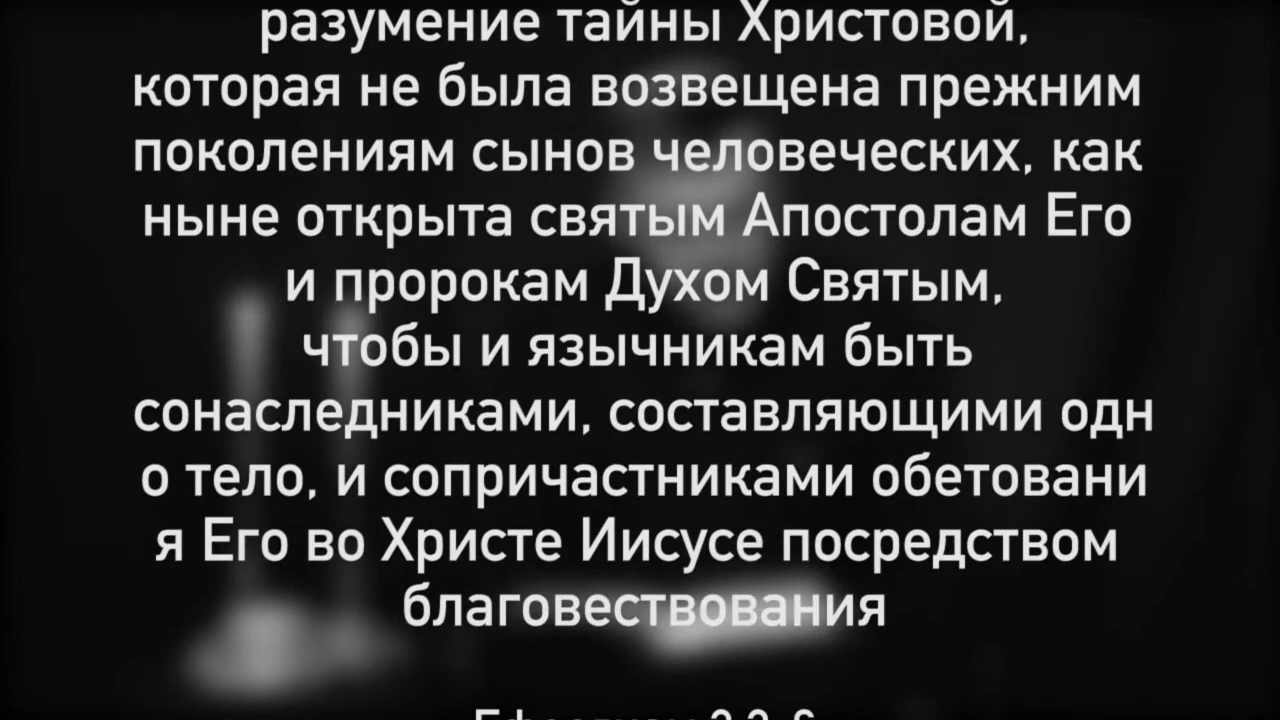 разумение тайны Христовой,
которая не была возвещена прежним
поколениям сынов человеческих, как
ныне открыта святым Апостолам Его
и пророкам Духом Святым,
чтобы и язычникам быть
сонаследниками, составляющими одн
о тело, и сопричастниками обетовани
я Его во Христе Иисусе посредством
благовествования